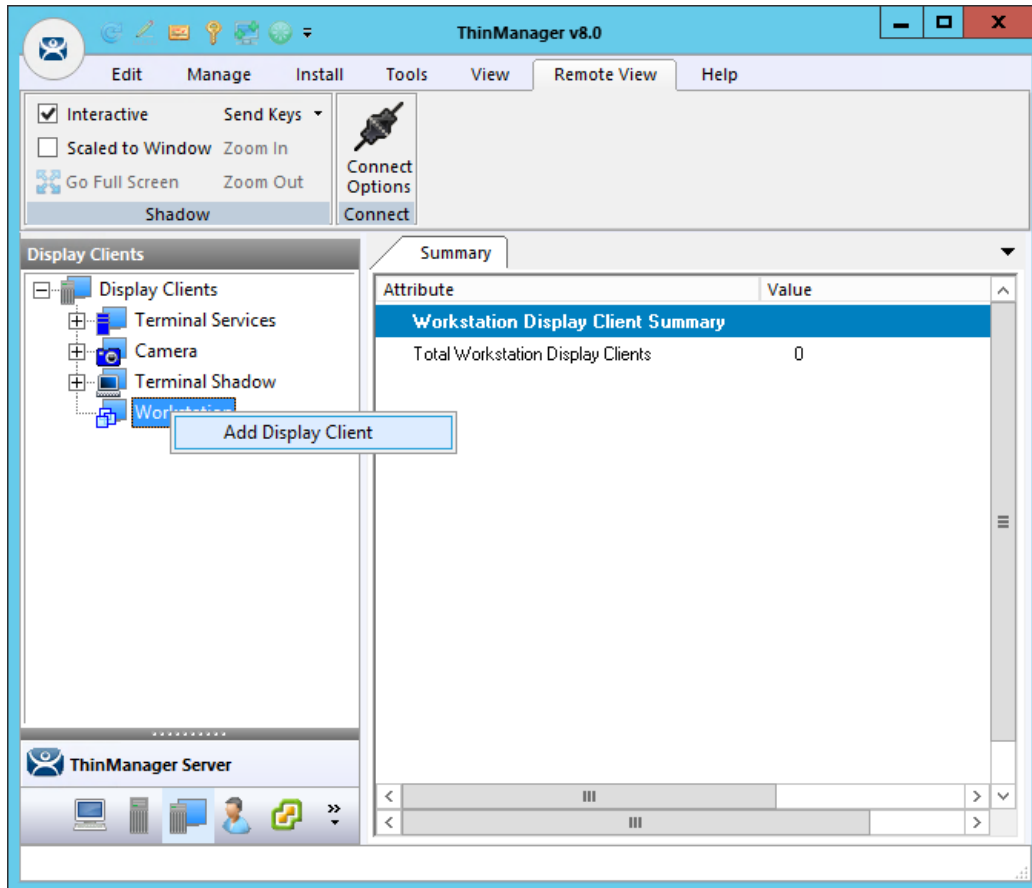 ThinManager v8.0
Edit Manage Install Tools View Remote View Help
Interactive Send Keys
Scaled to Window Zoom In
Go Full Screen Zoom Out
Connect Options
Shadow Connect
Display Clients
Summary
Display Clients
Terminal Services
Camera
Terminal Shadow
Workstation
Add Display Client
Attribute Value
Workstation Display Client Summary
Total Workstation Display Clients 0
ThinManager Server